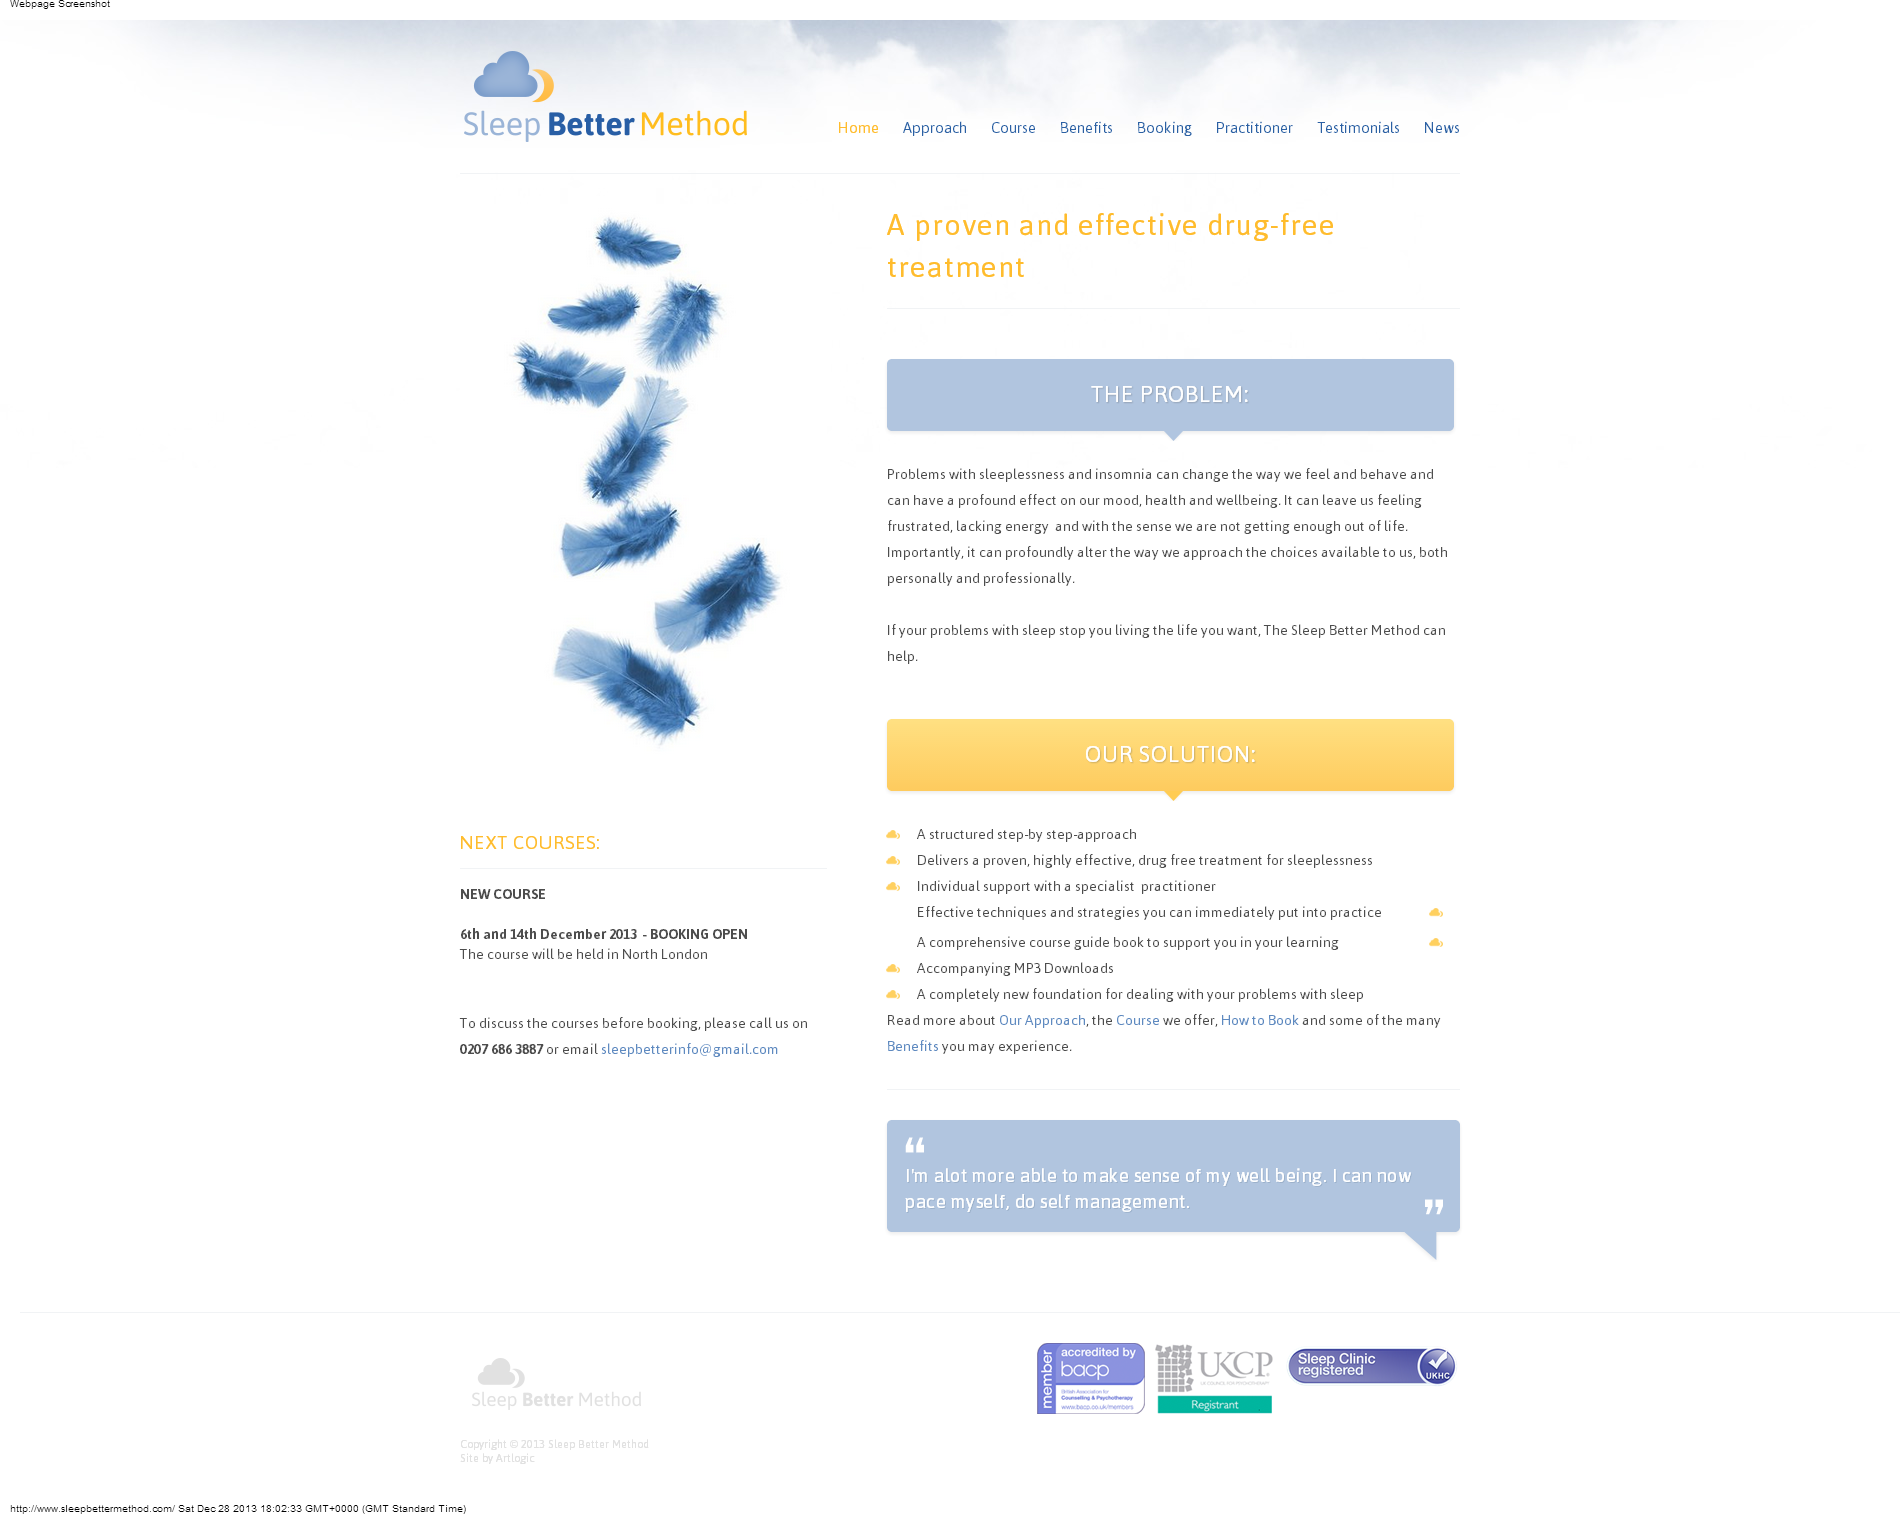 Webpage Screenshot
Sleep Better Method
Home Approach Course Benefits Booking Practitioner Testimonials News
A proven and effective drug-free
treatment
THE PROBLEM:
Problems with sleeplessness and insomnia can change the way we feel and behave and
can have a profound effect on our mood, health and wellbeing. It can leave us feeling
frustrated, lacking energy  and with the sense we are not getting enough out of life.
Importantly, it can profoundly alter the way we approach the choices available to us, both
personally and professionally.
If your problems with sleep stop you living the life you want, The Sleep Better Method can
help.
OUR SOLUTION:
A structured step-by step-approach
Delivers a proven, highly effective, drug free treatment for sleeplessness
Individual support with a specialist  practitioner
Effective techniques and strategies you can immediately put into practice
A comprehensive course guide book to support you in your learning
Accompanying MP3 Downloads
A completely new foundation for dealing with your problems with sleep
Read more about Our Approach, the Course we offer, How to Book and some of the many
Benefits you may experience.
NEXT COURSES:
NEW COURSE
6th and 14th December 2013  - BOOKING OPEN
The course will be held in North London
To discuss the courses before booking, please call us on
0207 686 3887 or email sleepbetterinfo@gmail.com
“
I'm alot more able to make sense of my well being. I can now
pace myself, do self management.
”
member
accredited by
bacp
British Association for
Counselling & Psychotherapy
www.bacp.co.uk/members
UKCP
UK COUNCIL FOR PSYCHOTHERAPY
Registrant
Sleep Clinic
registered
UKHC
Sleep Better Method
Copyright © 2013 Sleep Better Method
Site by Artlogic
http://www.sleepbettermethod.com/ Sat Dec 28 2013 18:02:33 GMT+0000 (GMT Standard Time)